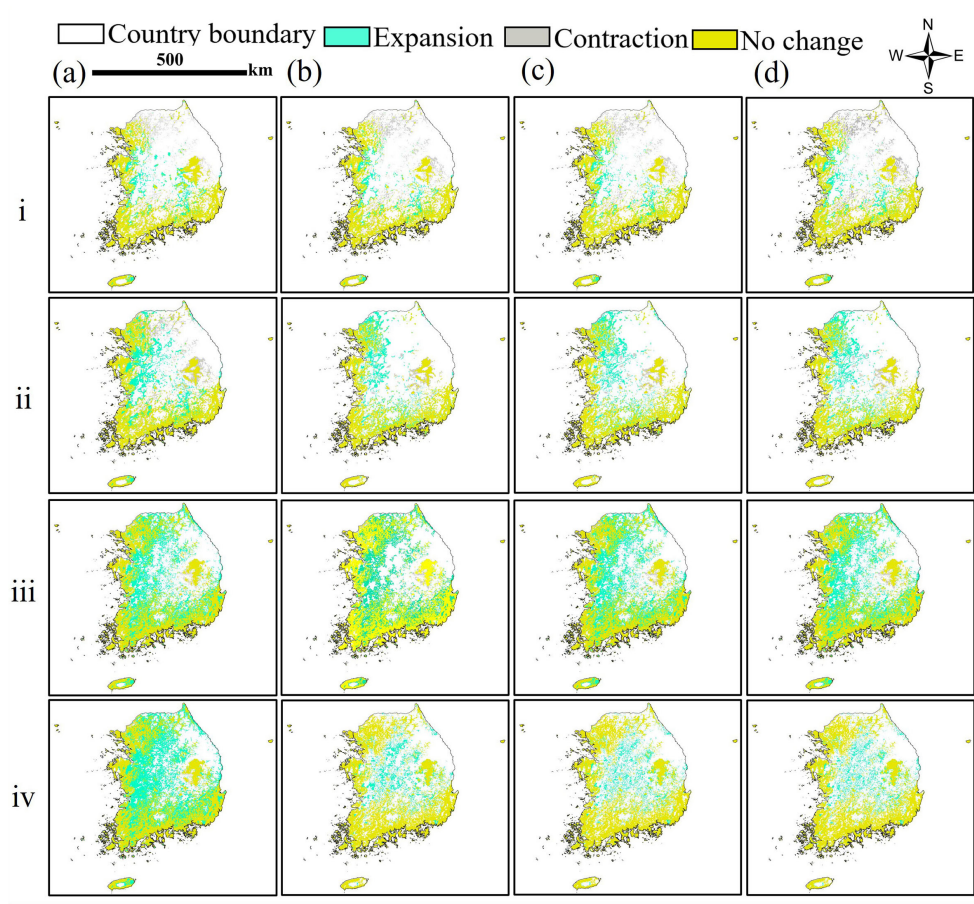 Country boundary Expansion Contraction No change
N
W E
S
(a) 500 km (b) (c) (d)
i
ii
iii
iv